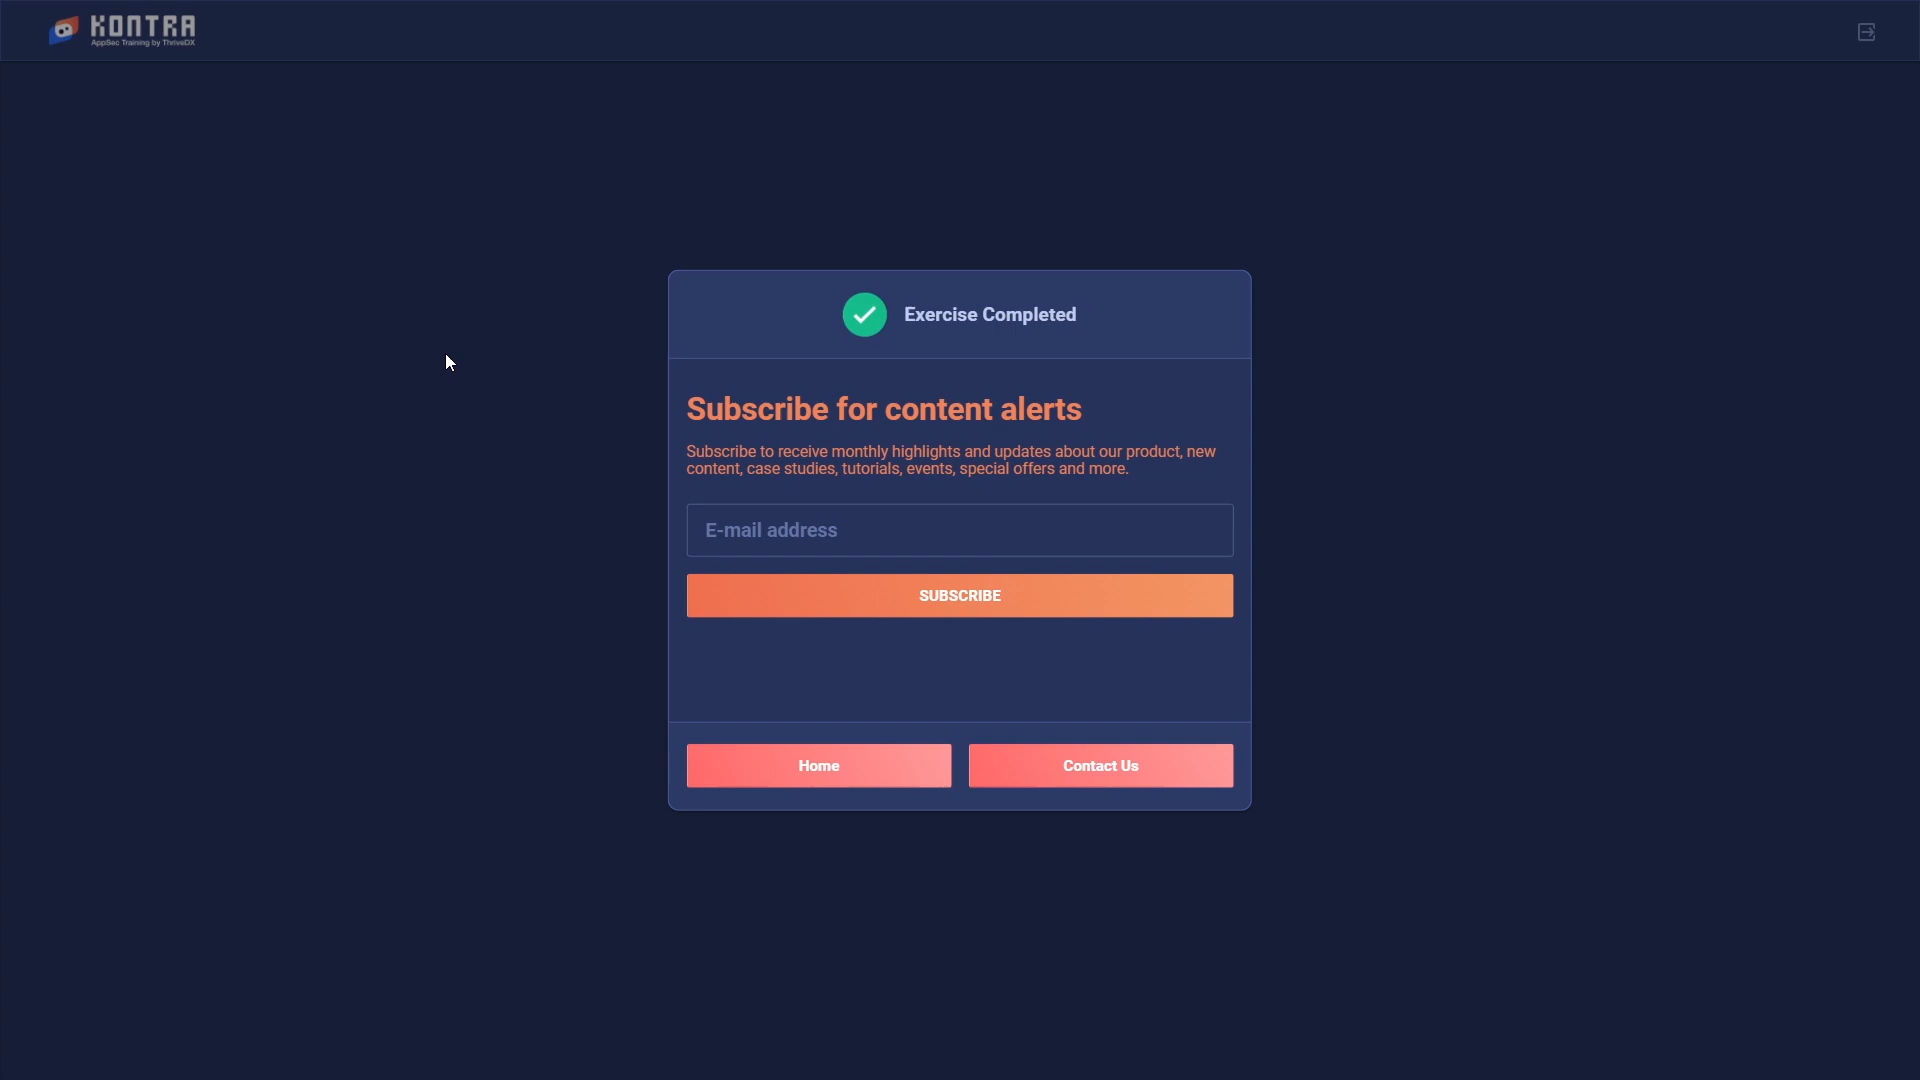 KONTRA
AppSec Training by ThriveDX
Exercise Completed
Subscribe for content alerts
Subscribe to receive monthly highlights and updates about our product, new
content, case studies, tutorials, events, special offers and more.
E-mail address
SUBSCRIBE
Home
Contact Us